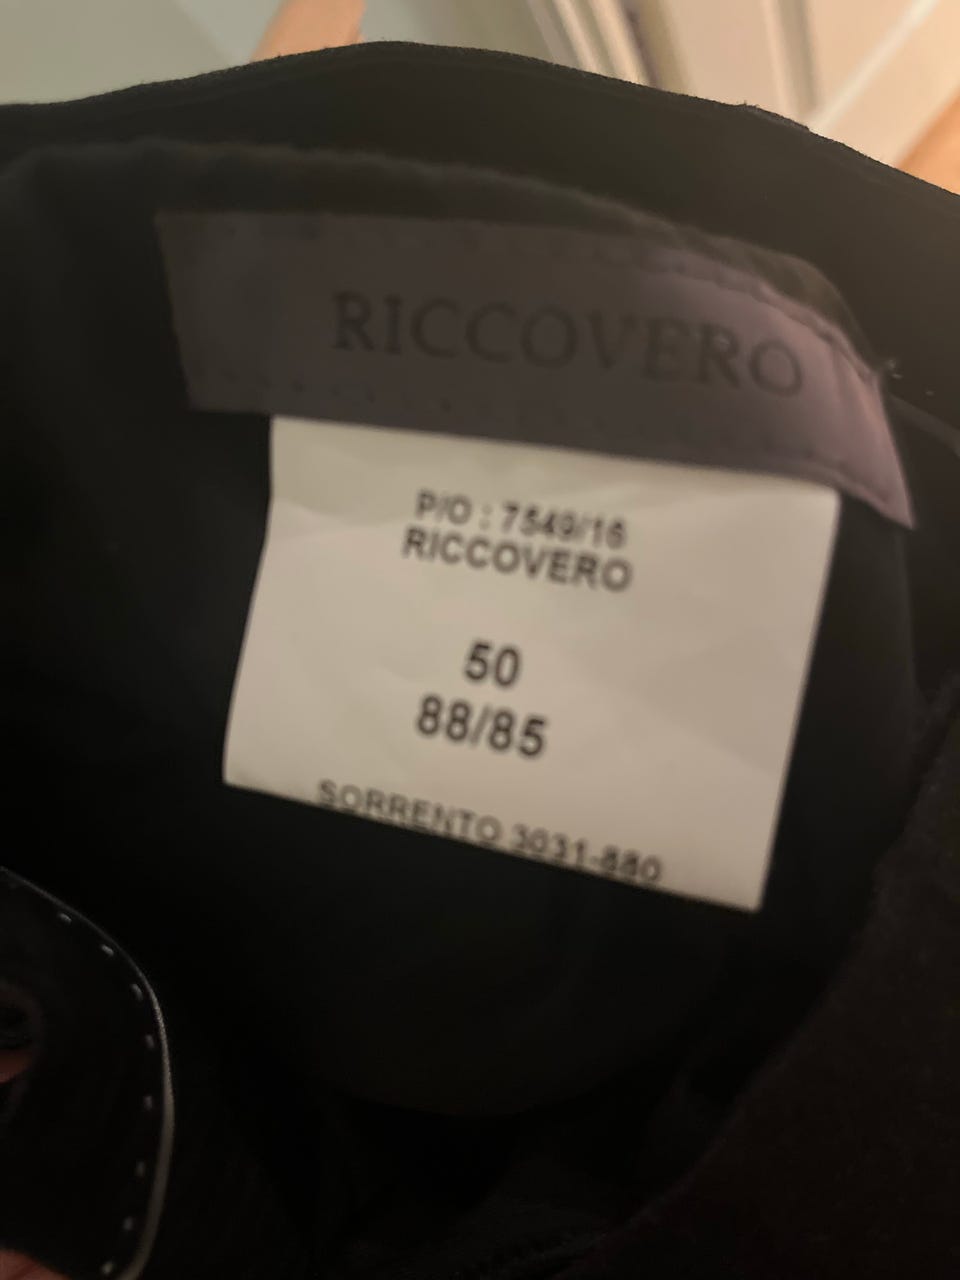 RICCOVERO
P/O : 7549/16
RICCOVERO
50
88/85
SORRENTO 3031-880